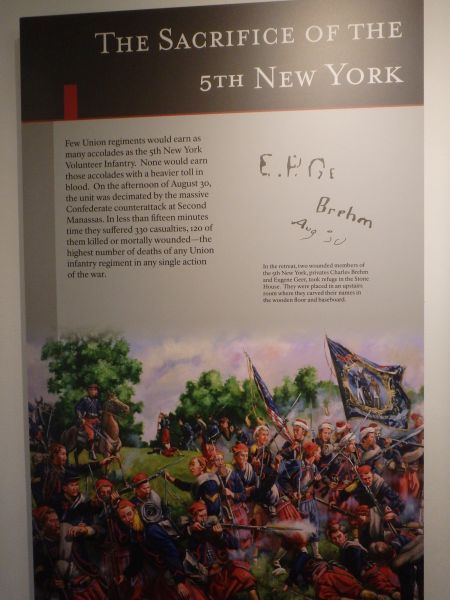 THE SACRIFICE OF THE
5TH NEW YORK
Few Union regiments would earn as
many accolades as the 5th New York
Volunteer Infantry. None would earn
those accolades with a heavier toll in
blood. On the afternoon of August 30,
the unit was decimated by the massive
Confederate counterattack at Second
Manassas. In less than fifteen minutes
time they suffered 330 casualties, 120 of
them killed or mortally wounded—the
highest number of deaths of any Union
infantry regiment in any single action
of the war.
E.P. GE
Brehm
Aug 30
In the retreat, two wounded members of
the 5th New York, privates Charles Brehm
and Eugene Geer, took refuge in the Stone
House. They were placed in an upstairs
room where they carved their names in
the wooden floor and baseboard.